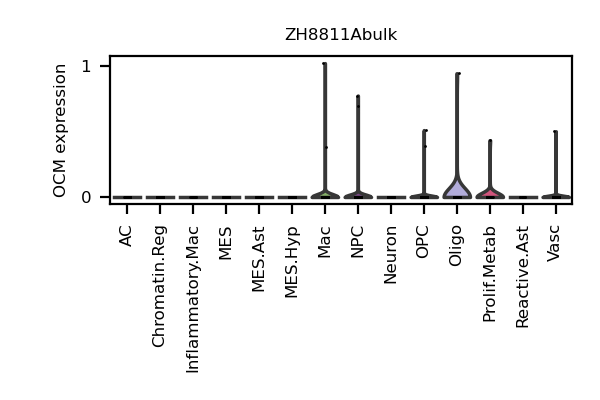 ZH8811Abulk
OCM expression
1
0
AC
Chromatin.Reg
Inflammatory.Mac
MES
MES.Ast
MES.Hyp
Mac
NPC
Neuron
OPC
Oligo
Prolif.Metab
Reactive.Ast
Vasc